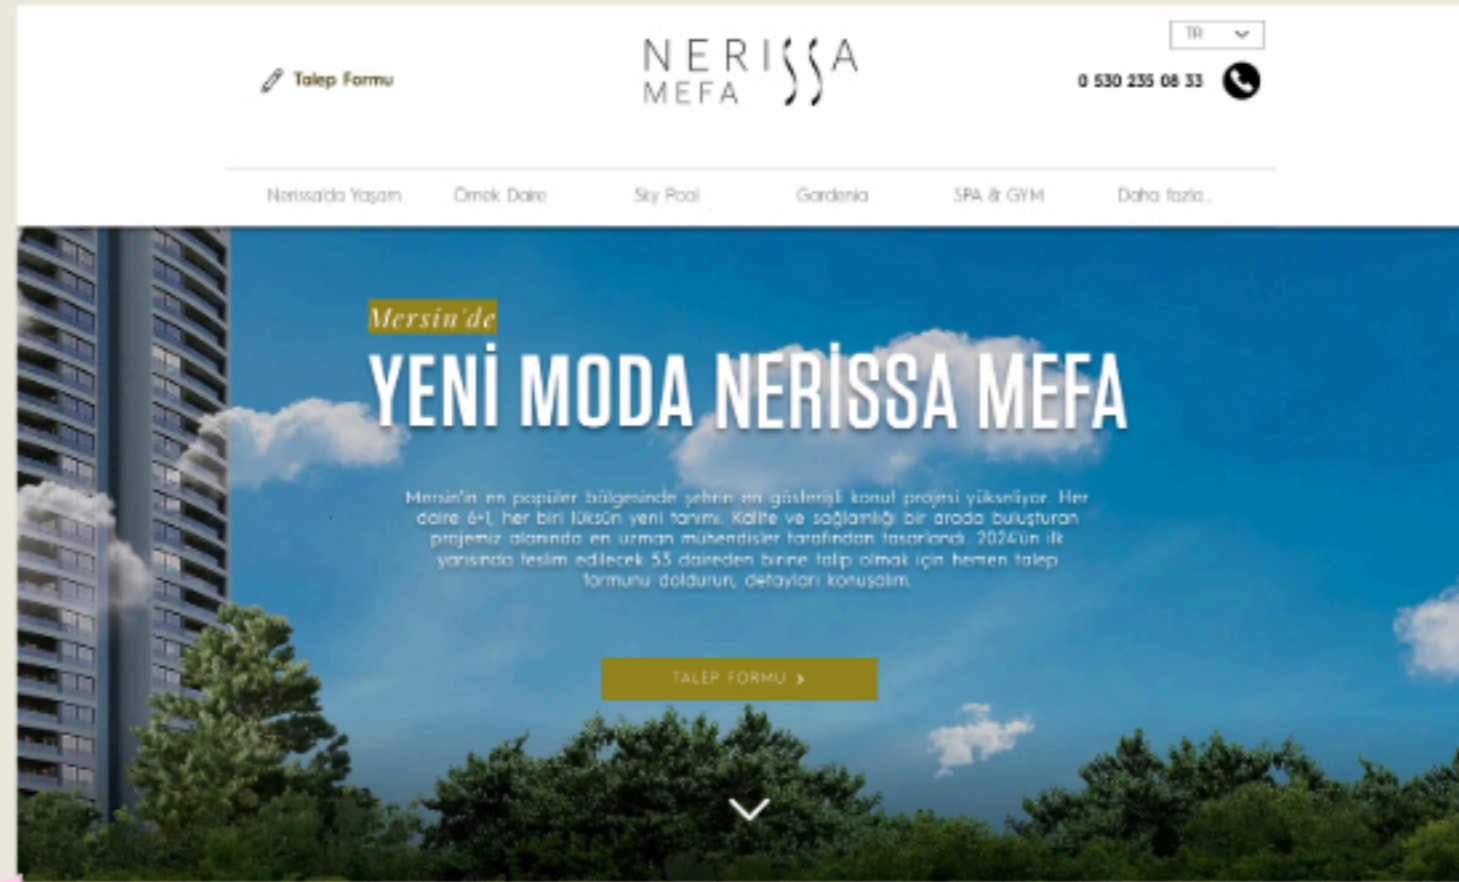 TR
Talep Formu
NERISSA
MEFA
0 530 235 08 33
Nerissa'da Yaşam
Örnek Daire
Sky Pool
Gardenia
SPA & GYM
Daha fazla...
Mersin'de
YENİ MODA NERİSSA MEFA
Mersin'in en popüler bölgesinde şehrin en gösterişli konut projesi yükseliyor. Her
daire 6+1, her biri lüksün yeni tanımı. Kalite ve sağlamlığı bir arada buluşturan
projemiz alanında en uzman mühendisler tarafından tasarlandı. 2024'ün ilk
yarısında teslim edilecek 53 daireden birine talip olmak için hemen talep
formunu doldurun, detayları konuşalım.
TALEP FORMU >